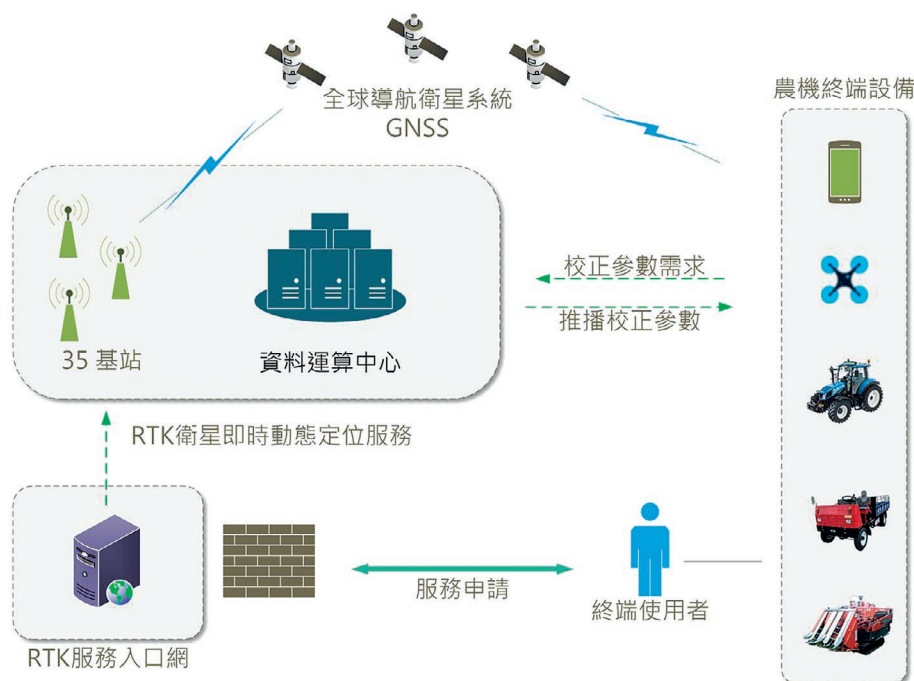 全球導航衛星系統
GNSS
農機終端設備
校正參數需求
推播校正參數
35 基站
資料運算中心
RTK衛星即時動態定位服務
服務申請
終端使用者
RTK服務入口網